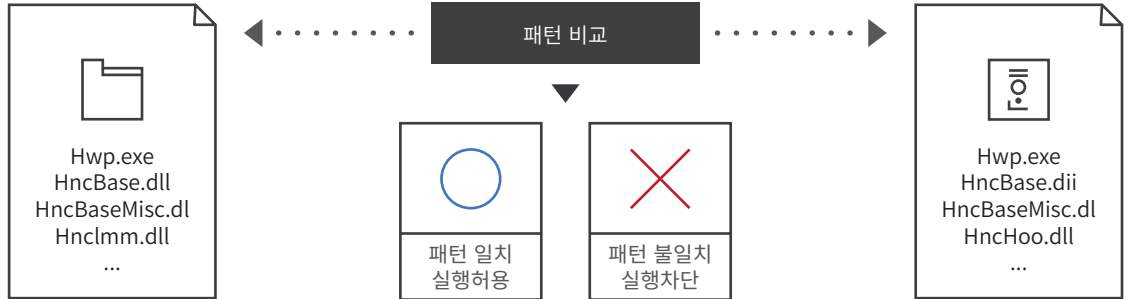 패턴 비교
Hwp.exe
HncBase.dll
HncBaseMisc.dl
Hnclmm.dll
...
패턴 일치
실행허용
패턴 불일치
실행차단
Hwp.exe
HncBase.dii
HncBaseMisc.dl
HncHoo.dll
...